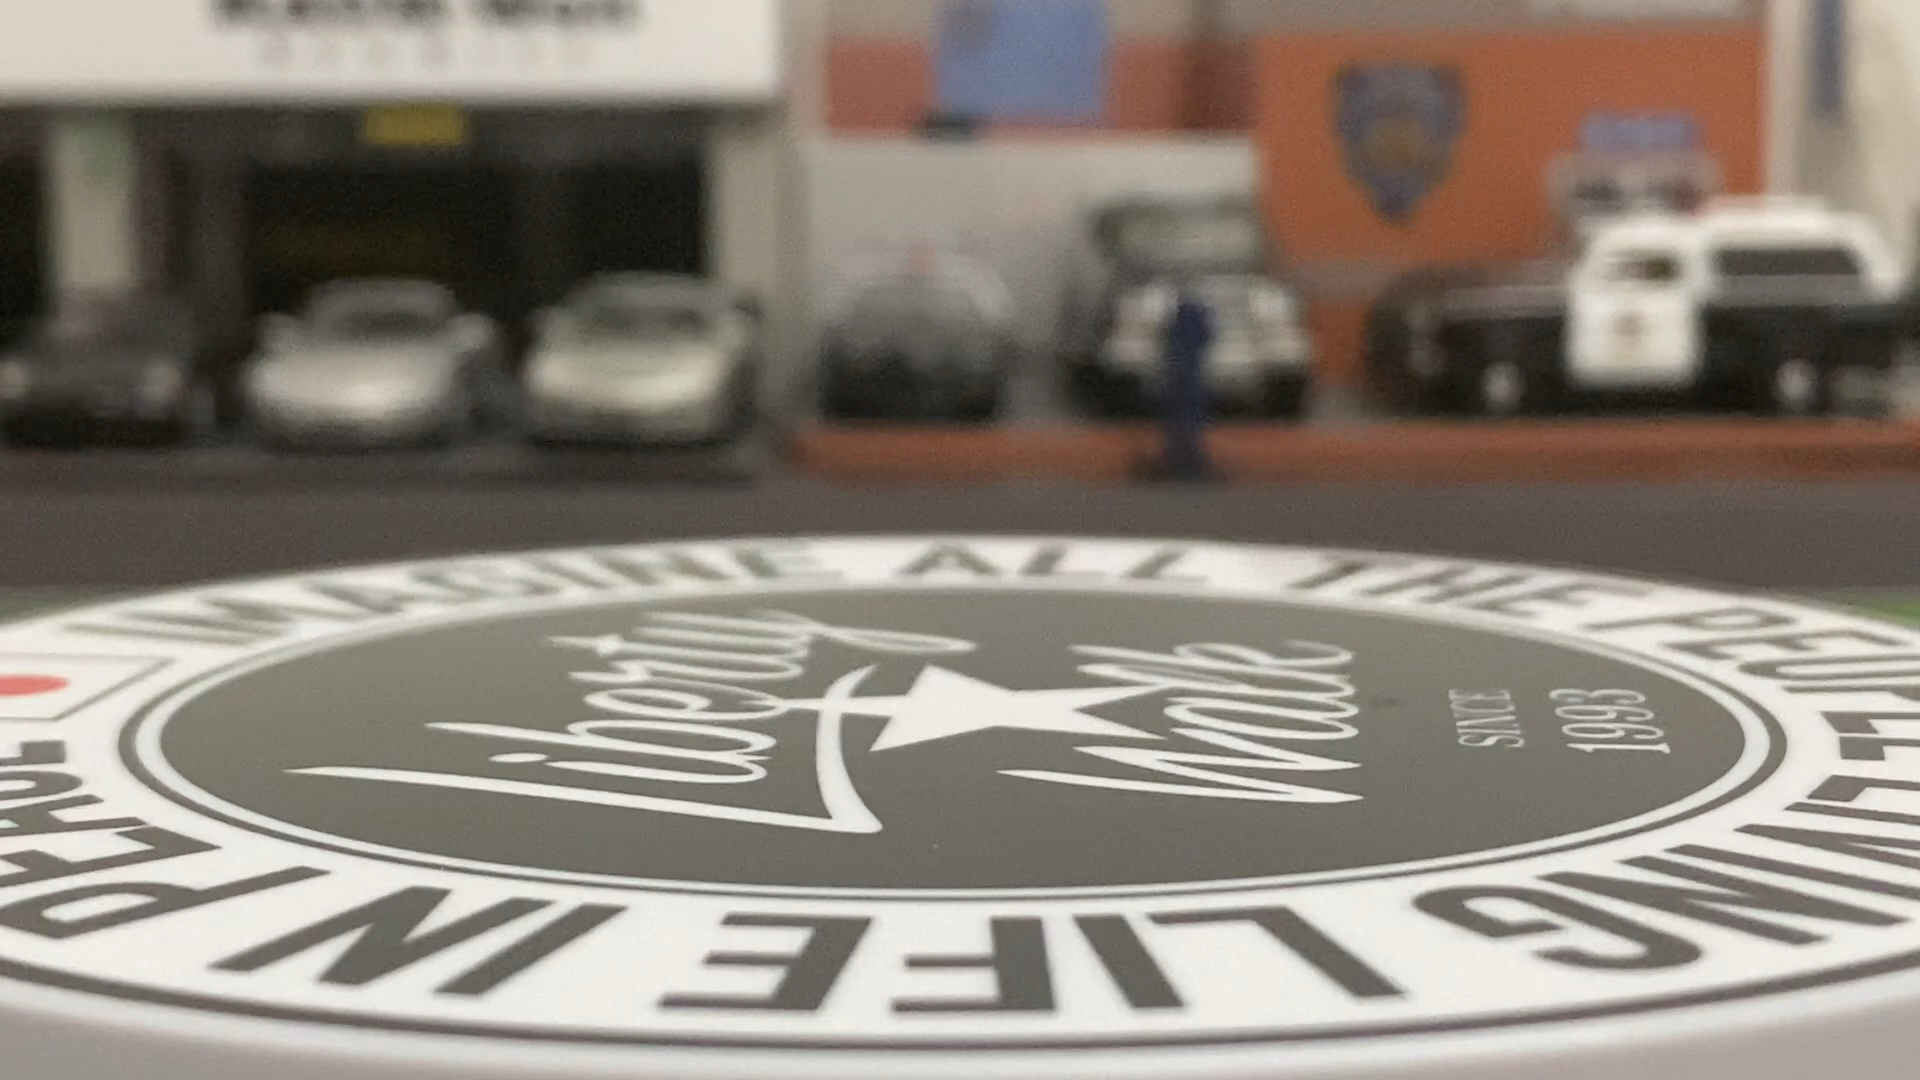 IMAGINE ALL THE PEOPLE
LIVING LIFE IN PEACE
Liberty
Walk
SINCE
1993